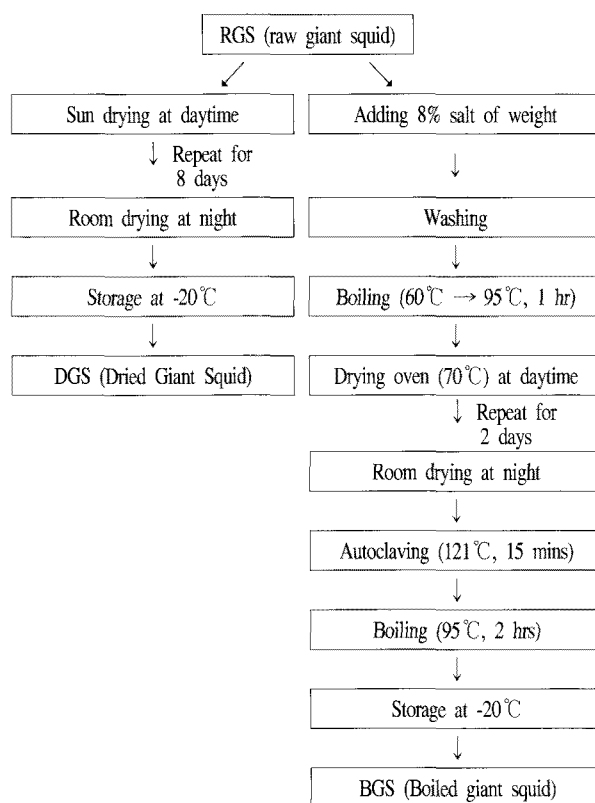 RGS (raw giant squid)
Sun drying at daytime
↓ Repeat for
8 days
Room drying at night
Storage at -20℃
DGS (Dried Giant Squid)
Adding 8% salt of weight
Washing
Boiling (60℃ → 95℃, 1 hr)
Drying oven (70℃) at daytime
↓ Repeat for
2 days
Room drying at night
Autoclaving (121℃, 15 mins)
Boiling (95℃, 2 hrs)
Storage at -20℃
BGS (Boiled giant squid)